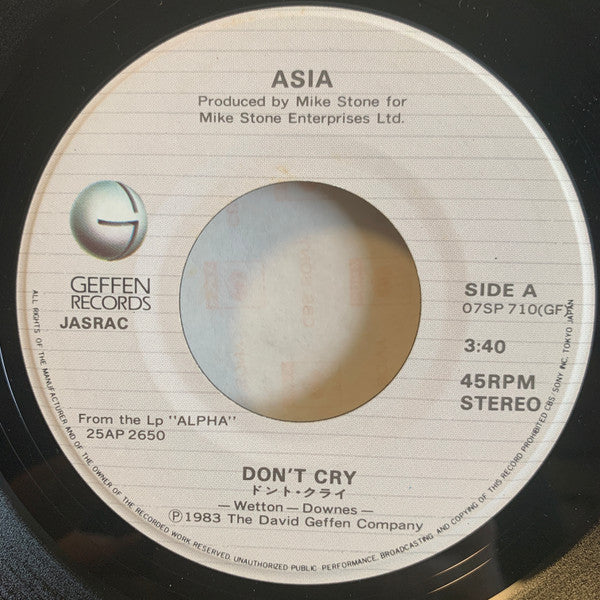 ASIA
Produced by Mike Stone for
Mike Stone Enterprises Ltd.
GEFFEN
RECORDS
JASRAC
SIDE A
07SP 710(GF)
3:40
45RPM
STEREO
From the Lp "ALPHA"
25AP 2650
DON'T CRY
ドント・クライ
—Wetton—Downes—
Ⓟ1983 The David Geffen Company
ALL RIGHTS OF THE MANUFACTURER AND OF THE OWNER OF THE RECORDED WORK RESERVED. UNAUTHORIZED PUBLIC PERFORMANCE, BROADCASTING AND COPYING OF THIS RECORD PROHIBITED CBS/SONY INC. TOKYO JAPAN